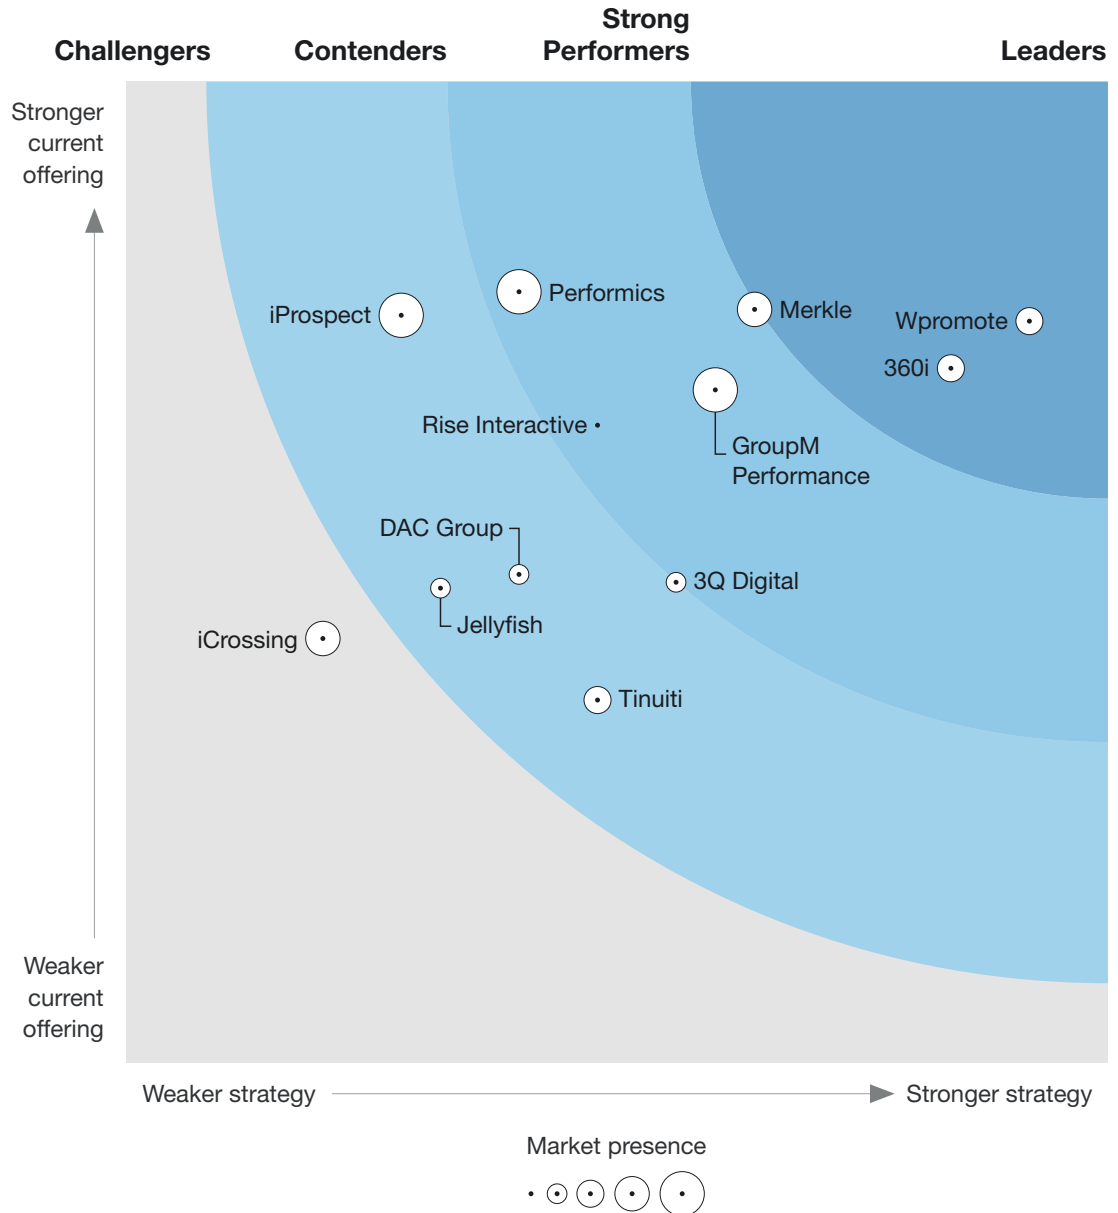 Challengers
Contenders
Strong
Performers
Leaders
Stronger
current
offering
Performics
iProspect
Merkle
Wpromote
360i
Rise Interactive
GroupM
Performance
DAC Group
3Q Digital
Jellyfish
iCrossing
Tinuiti
Weaker
current
offering
Weaker strategy
Stronger strategy
Market presence